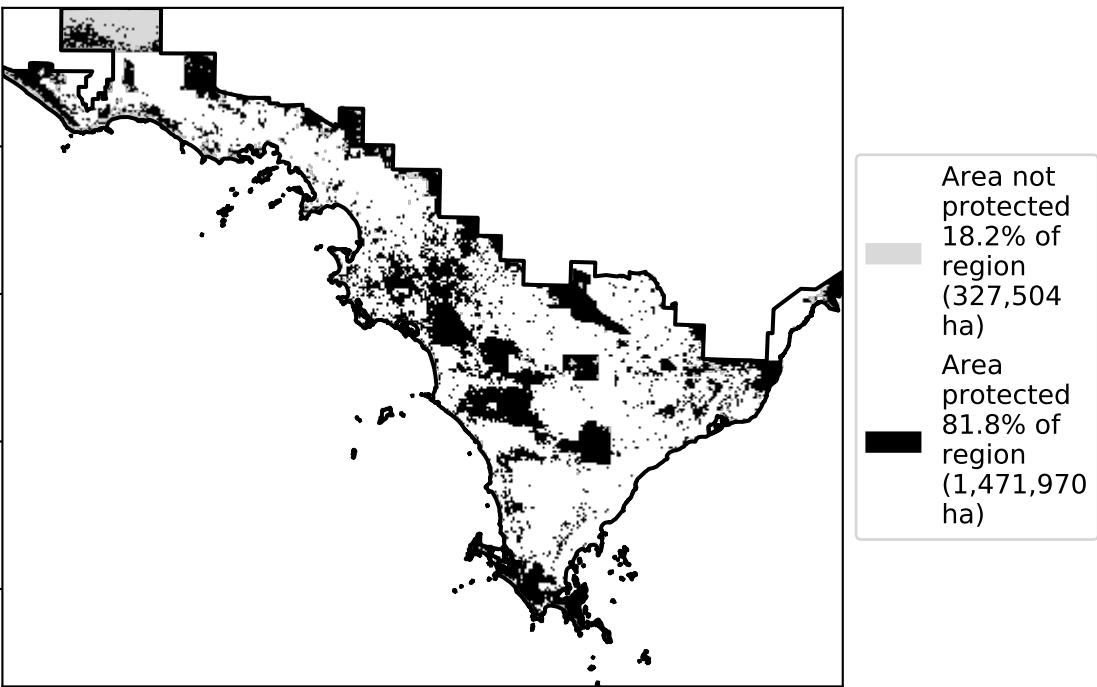 Area not
protected
18.2% of
region
(327,504
ha)
Area
protected
81.8% of
region
(1,471,970
ha)